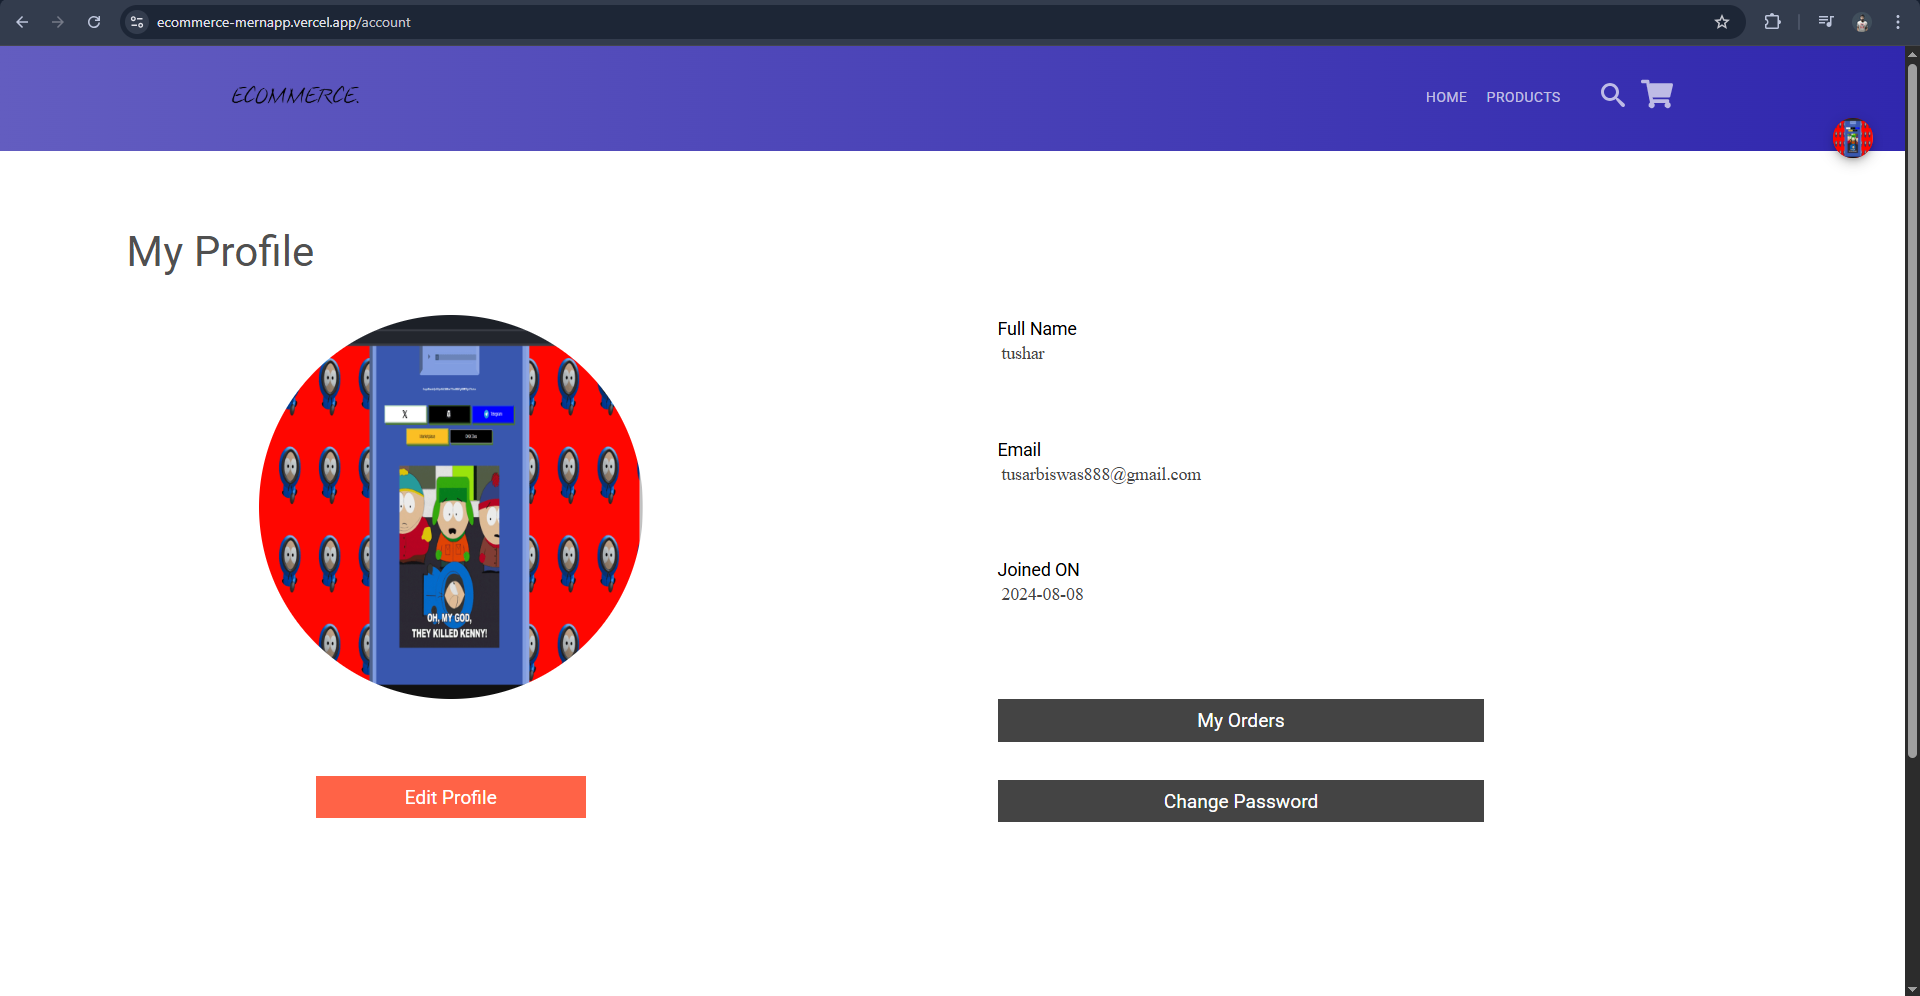 ecommerce-mernapp.vercel.app/account
ECOMMERCE.
HOME PRODUCTS
My Profile
Full Name
tushar
Email
tusarbiswas888@gmail.com
Joined ON
2024-08-08
OH, MY GOD,
THEY KILLED KENNY!
My Orders
Edit Profile
Change Password